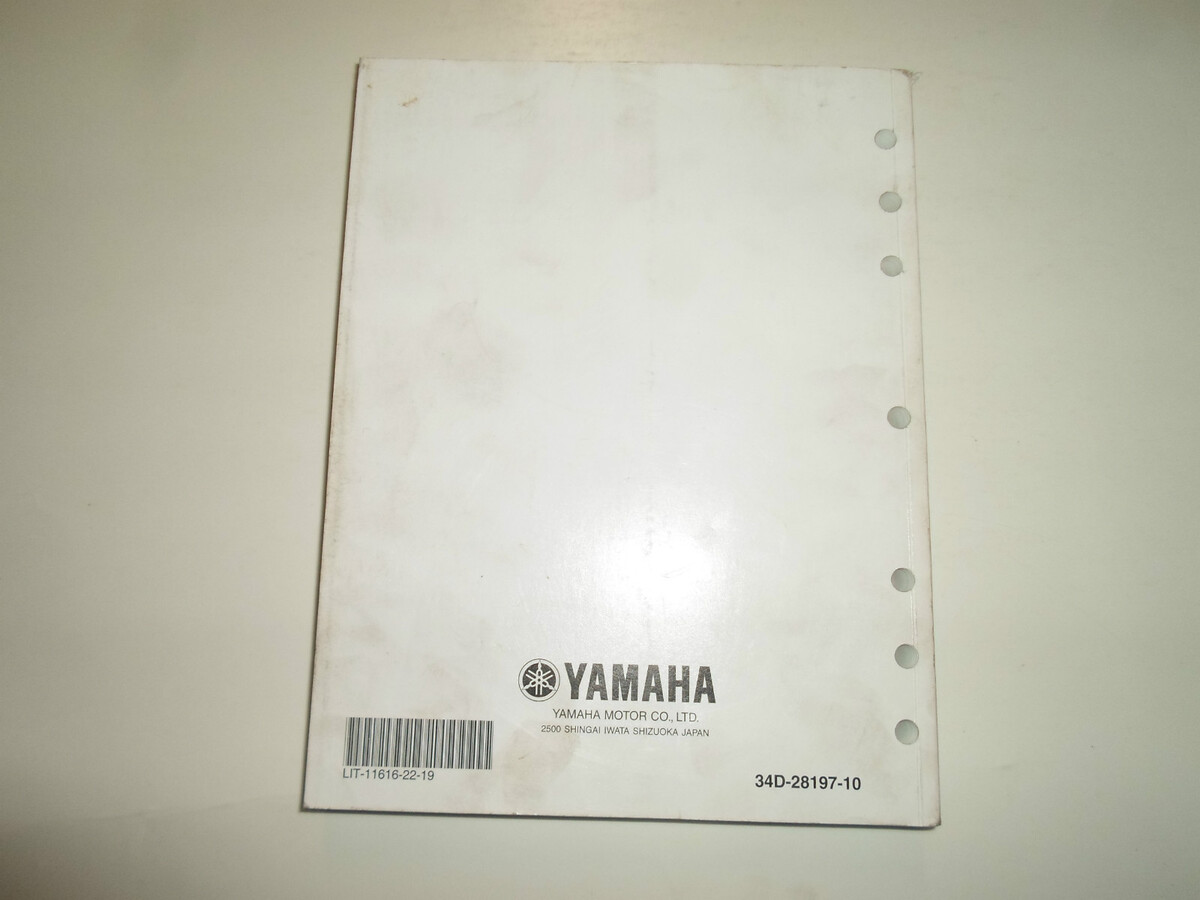 YAMAHA
YAMAHA MOTOR CO., LTD.
2500 SHINGAI IWATA SHIZUOKA JAPAN
LIT-11616-22-19
34D-28197-10